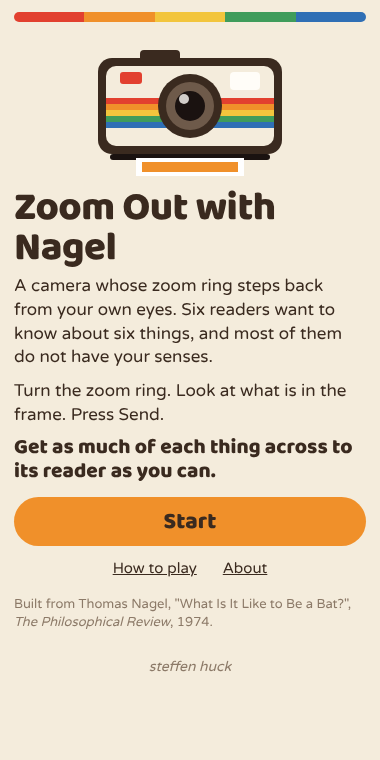 Zoom Out with
Nagel
A camera whose zoom ring steps back
from your own eyes. Six readers want to
know about six things, and most of them
do not have your senses.
Turn the zoom ring. Look at what is in the
frame. Press Send.
Get as much of each thing across to
its reader as you can.
Start
How to play About
Built from Thomas Nagel, "What Is It Like to Be a Bat?",
The Philosophical Review, 1974.
steffen huck